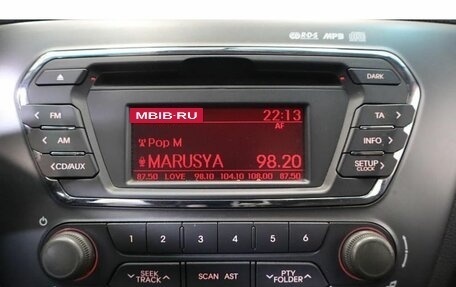 RDS MP3
DARK
MBIB-RU 22:13
AF
FM
Pop M
TA
AM
MARUSYA 98.20
INFO
CD/AUX
87.50 LOVE 98.10 104.10 108.00 87.50
SETUP
CLOCK
1 2 3 4 5 6
SEEK
TRACK
SCAN AST
PTY
FOLDER